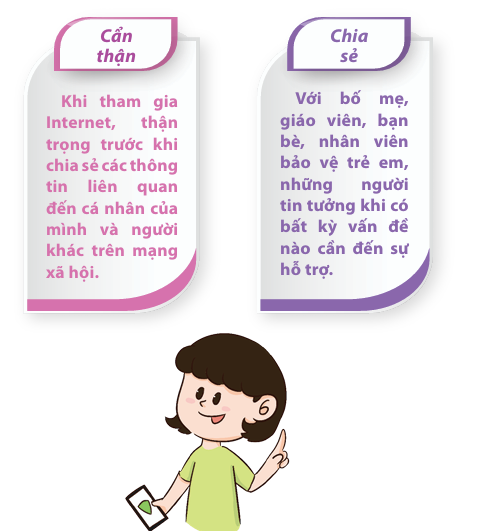 Cẩn
thận
Khi tham gia
Internet, thận
trọng trước khi
chia sẻ các thông
tin liên quan
đến cá nhân của
mình và người
khác trên mạng
xã hội.
Chia
sẻ
Với bố mẹ,
giáo viên, bạn
bè, nhân viên
bảo vệ trẻ em,
những người
tin tưởng khi có
bất kỳ vấn đề
nào cần đến sự
hỗ trợ.